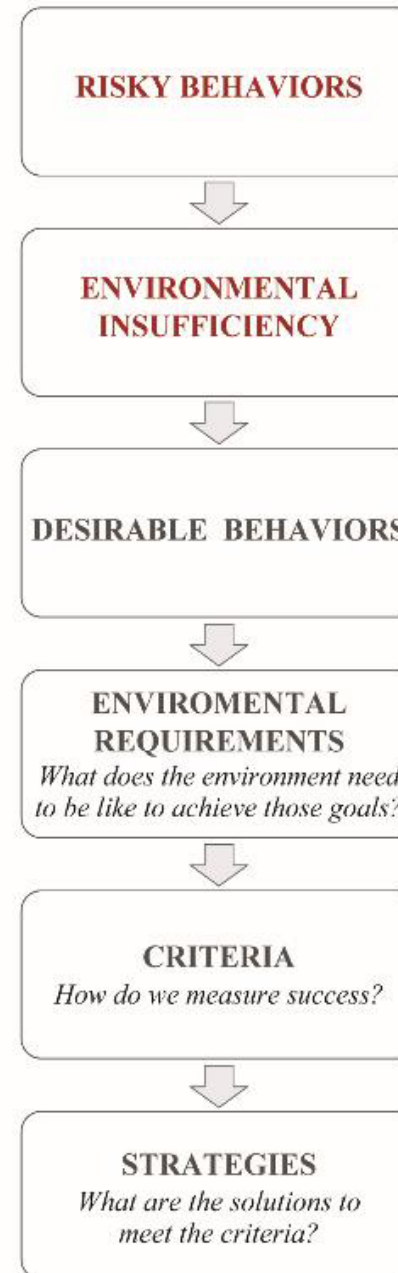 RISKY BEHAVIORS
ENVIRONMENTAL
INSUFFICIENCY
DESIRABLE BEHAVIORS
ENVIROMENTAL
REQUIREMENTS
What does the environment need
to be like to achieve those goals?
CRITERIA
How do we measure success?
STRATEGIES
What are the solutions to
meet the criteria?